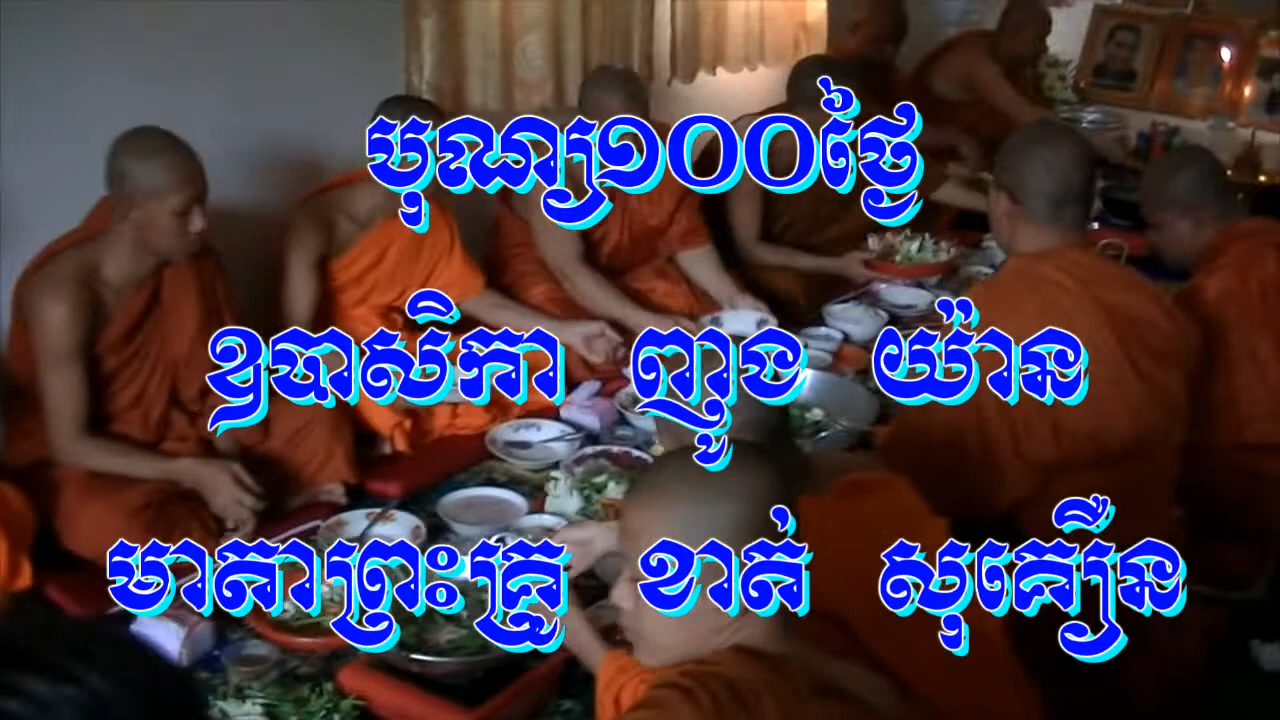 បុណ្យ១០០ថ្ងៃ
ឧបាសិកា ញូង យ៉ាន
មាតាព្រះគ្រូ ខាត់ សុគឿន